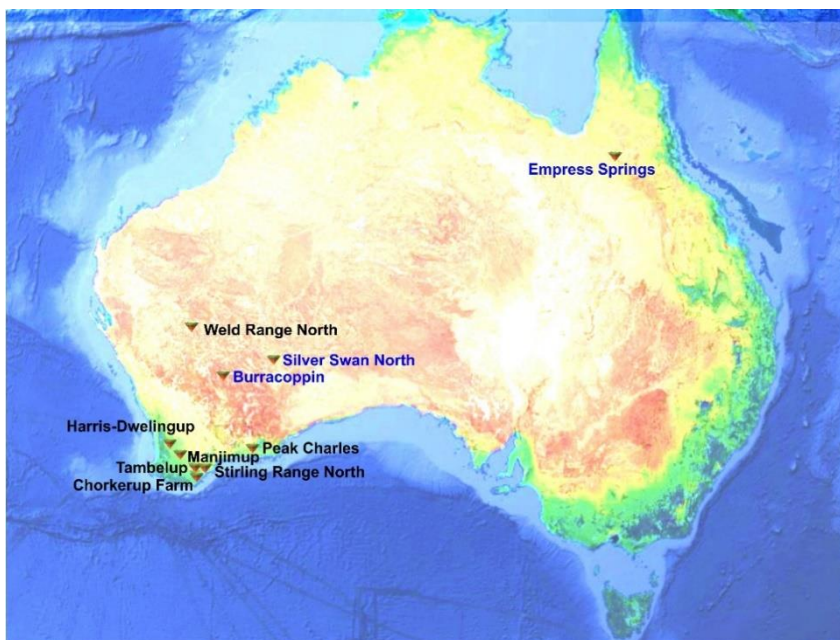 Empress Springs
Weld Range North
Silver Swan North
Burracoppin
Harris-Dwelingup
Manjimup
Peak Charles
Tambelup
Stirling Range North
Chorkerup Farm